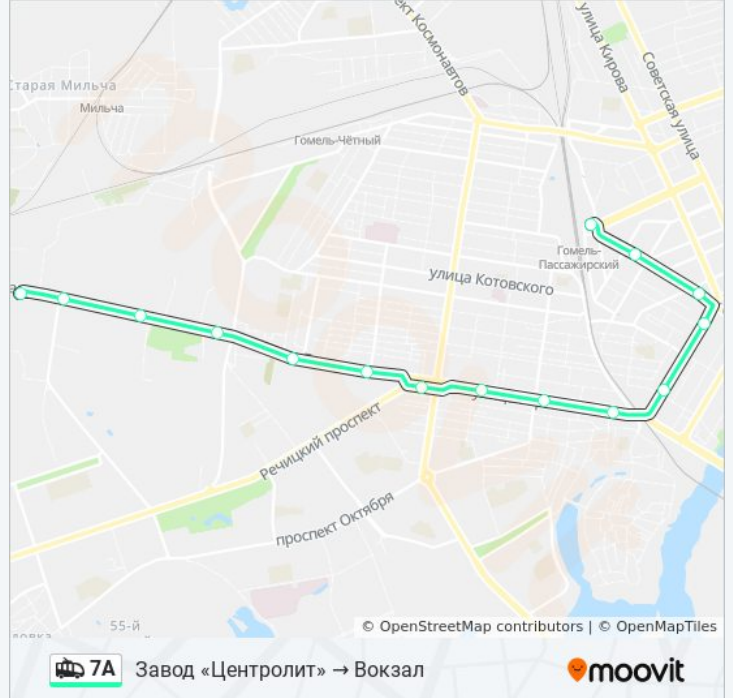 ект Космонавтов
улица Кирова
Советская улица
Старая Мильча
Мильча
Гомель-Чётный
Гомель-
Пассажирский
улица Котовского
Речицкий проспект
проспект Октября
55-й
© OpenStreetMap contributors | © OpenMapTiles
7А Завод «Центролит» → Вокзал
moovit